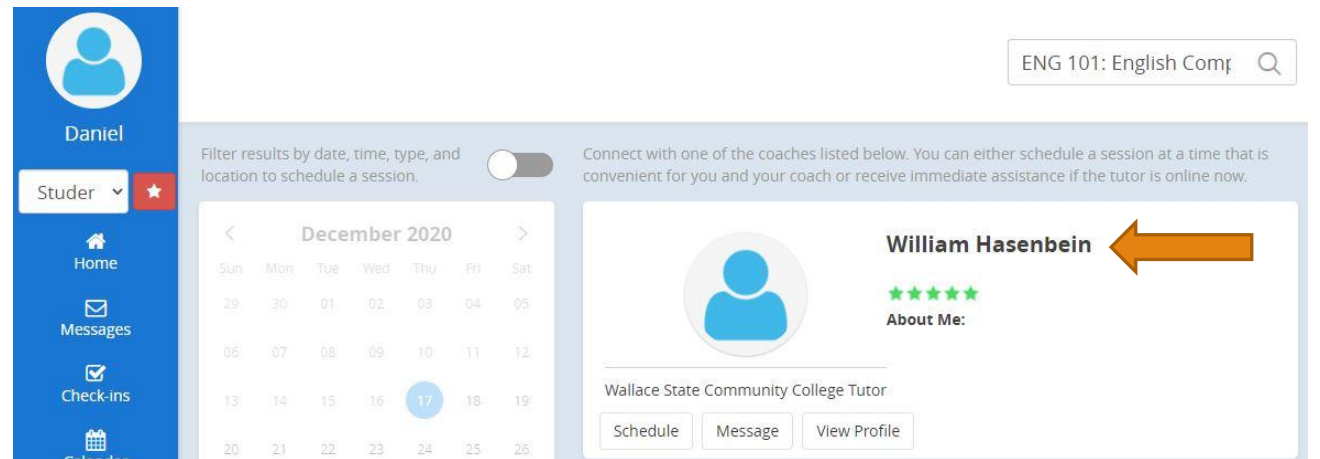 Daniel
Studer
Home
Messages
Check-ins
ENG 101: English Comp
Filter results by date, time, type, and
location to schedule a session.
Connect with one of the coaches listed below. You can either schedule a session at a time that is
convenient for you and your coach or receive immediate assistance if the tutor is online now.
December 2020
Sun Mon Tue Wed Thu Fri Sat
29 30 01 02 03 04 05
06 07 08 09 10 11 12
13 14 15 16 17 18 19
20 21 22 23 24 25 26
William Hasenbein
About Me:
Wallace State Community College Tutor
Schedule Message View Profile